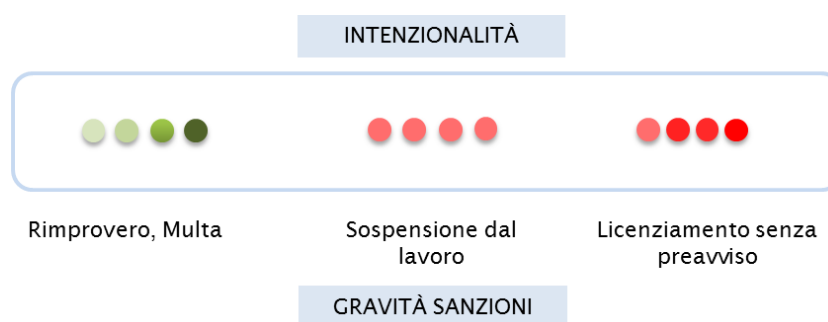 INTENZIONALITÀ
Rimprovero, Multa
Sospensione dal
lavoro
Licenziamento senza
preavviso
GRAVITÀ SANZIONI